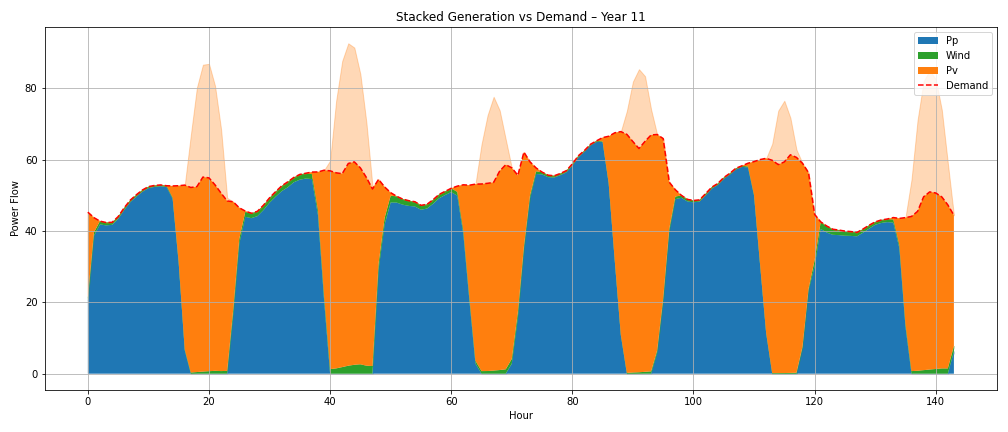 Stacked Generation vs Demand – Year 11
Pp
Wind
Pv
Demand
Power Flow
80
60
40
20
0
0 20 40 60 80 100 120 140
Hour